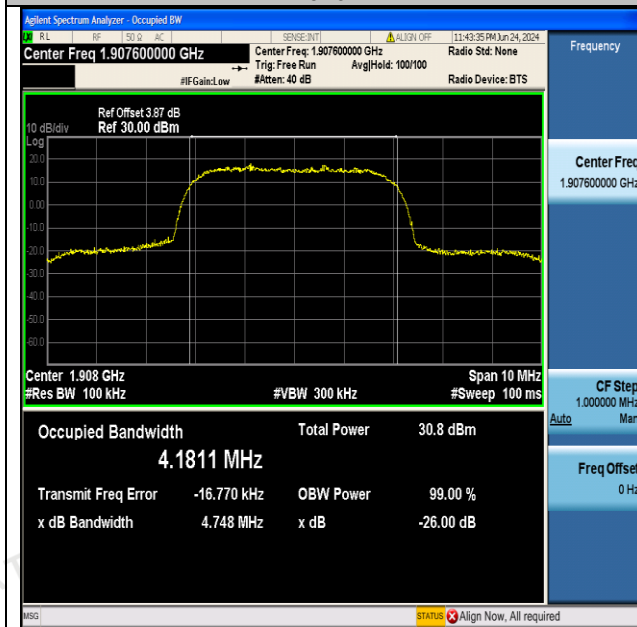 Agilent Spectrum Analyzer - Occupied BW
RL RF 50 Ω AC SENSE:INT ALIGN OFF 11:43:35 PM Jun 24, 2024
Center Freq 1.907600000 GHz
Center Freq: 1.907600000 GHz
Radio Std: None
Trig: Free Run Avg|Hold: 100/100
#IFGain:Low #Atten: 40 dB Radio Device: BTS
Frequency
Ref Offset 3.87 dB
10 dB/div Ref 30.00 dBm
Log
20.0
10.0
0.00
-10.0
-20.0
-30.0
-40.0
-50.0
-60.0
Center Freq
1.907600000 GHz
Center 1.908 GHz Span 10 MHz
#Res BW 100 kHz #VBW 300 kHz #Sweep 100 ms
CF Step
1.000000 MHz
Auto Man
Occupied Bandwidth Total Power 30.8 dBm
4.1811 MHz
Transmit Freq Error -16.770 kHz OBW Power 99.00 %
x dB Bandwidth 4.748 MHz x dB -26.00 dB
Freq Offset
0 Hz
MSG STATUS Align Now, All required